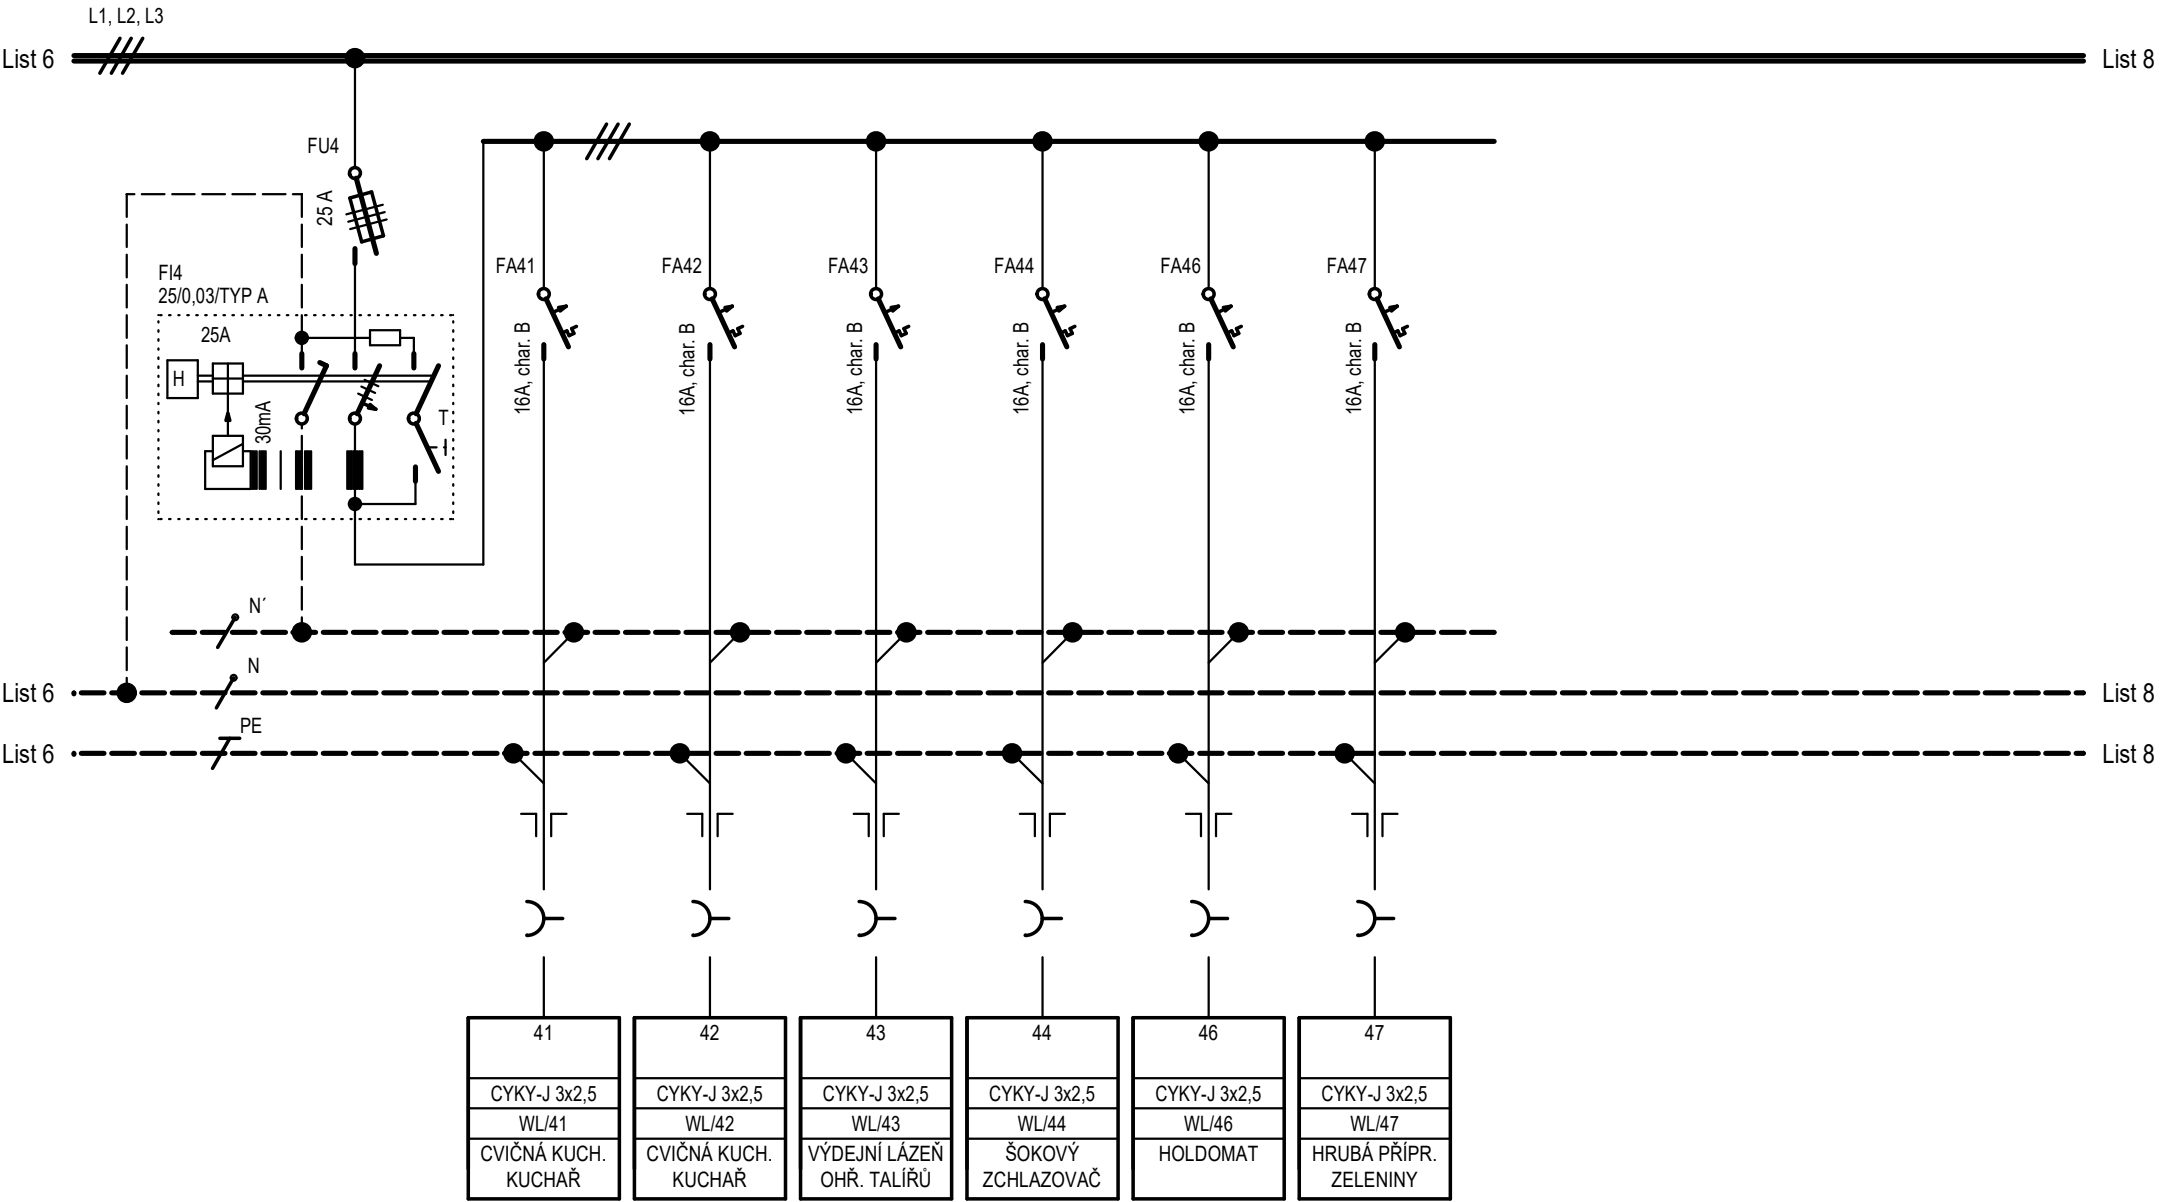 L1, L2, L3
List 6
List 8
FU4
25 A
FI4
25/0,03/TYP A
25A
H
30mA
T
FA41
16A, char. B
FA42
16A, char. B
FA43
16A, char. B
FA44
16A, char. B
FA46
16A, char. B
FA47
16A, char. B
N´
N
List 6
List 8
PE
List 6
List 8
41
CYKY-J 3x2,5
WL/41
CVIČNÁ KUCH.
KUCHAŘ
42
CYKY-J 3x2,5
WL/42
CVIČNÁ KUCH.
KUCHAŘ
43
CYKY-J 3x2,5
WL/43
VÝDEJNÍ LÁZEŇ
OHŘ. TALÍŘŮ
44
CYKY-J 3x2,5
WL/44
ŠOKOVÝ
ZCHLAZOVAČ
46
CYKY-J 3x2,5
WL/46
HOLDOMAT
47
CYKY-J 3x2,5
WL/47
HRUBÁ PŘÍPR.
ZELENINY